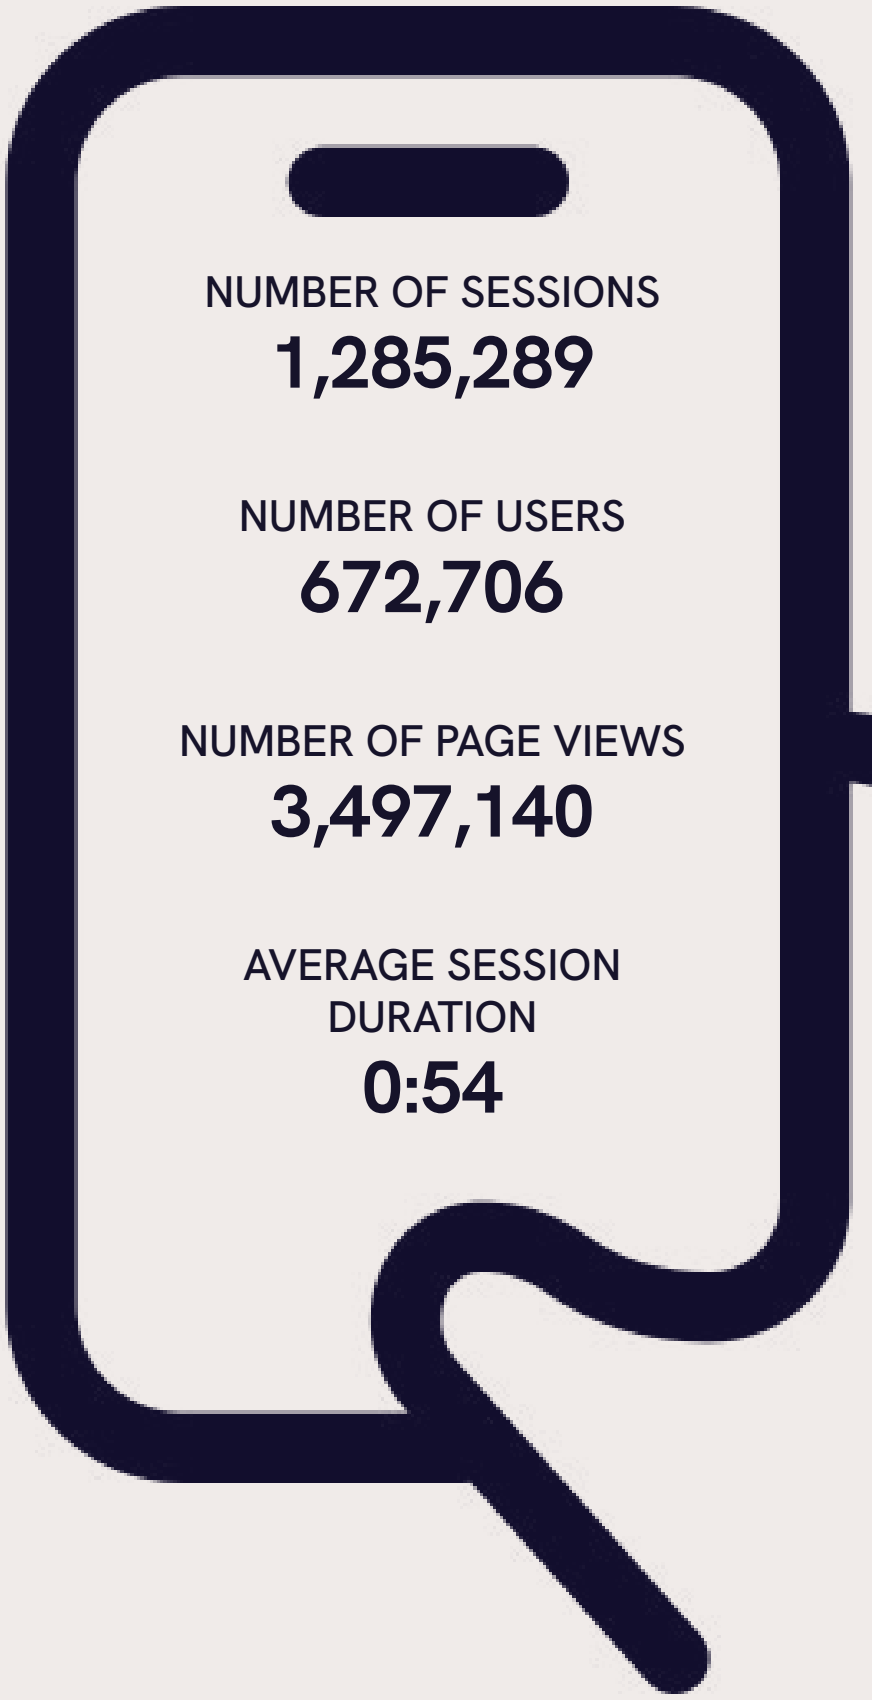 NUMBER OF SESSIONS
1,285,289
NUMBER OF USERS
672,706
NUMBER OF PAGE VIEWS
3,497,140
AVERAGE SESSION
DURATION
0:54